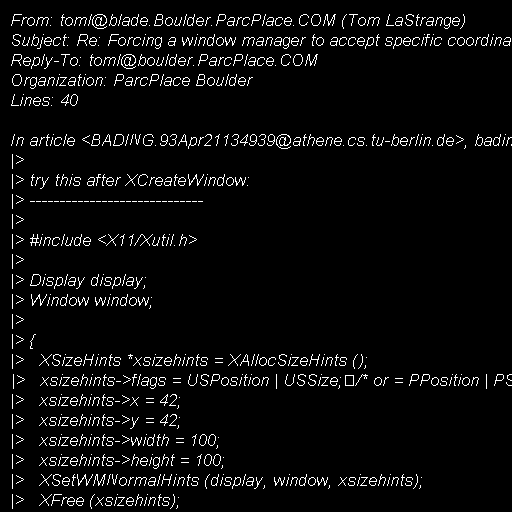 From: toml@blade.Boulder.ParcPlace.COM (Tom LaStrange)
Subject: Re: Forcing a window manager to accept specific coordina
Reply-To: toml@boulder.ParcPlace.COM
Organization: ParcPlace Boulder
Lines: 40

In article <BADING.93Apr21134939@athene.cs.tu-berlin.de>, badin
|>
|> try this after XCreateWindow:
|> -----------------------------
|>
|> #include <X11/Xutil.h>
|>
|> Display display;
|> Window window;
|>
|> {
|>   XSizeHints *xsizehints = XAllocSizeHints ();
|>   xsizehints->flags = USPosition | USSize;▯/* or = PPosition | PS
|>   xsizehints->x = 42;
|>   xsizehints->y = 42;
|>   xsizehints->width = 100;
|>   xsizehints->height = 100;
|>   XSetWMNormalHints (display, window, xsizehints);
|>   XFree (xsizehints);